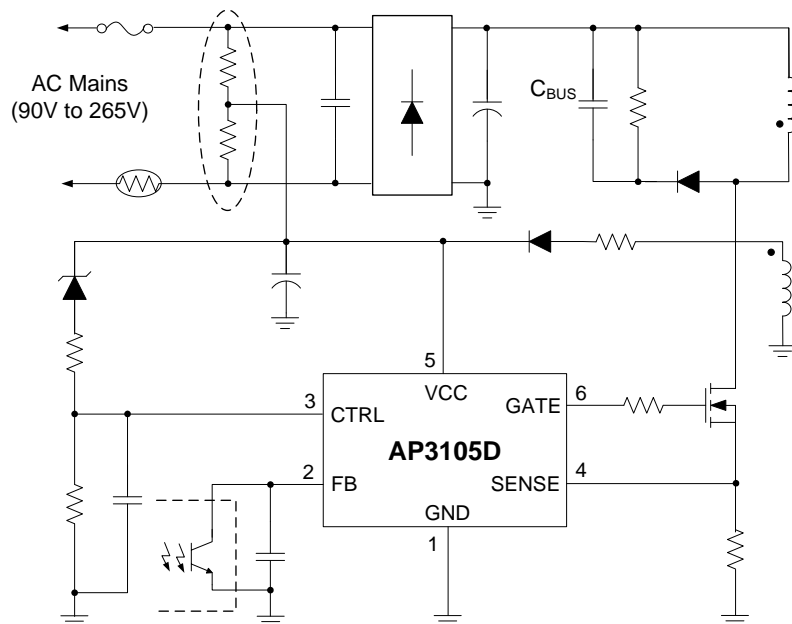 AC Mains
(90V to 265V)
CBUS
5
VCC
3
CTRL
GATE
6
AP3105D
2
FB
SENSE
4
GND
1